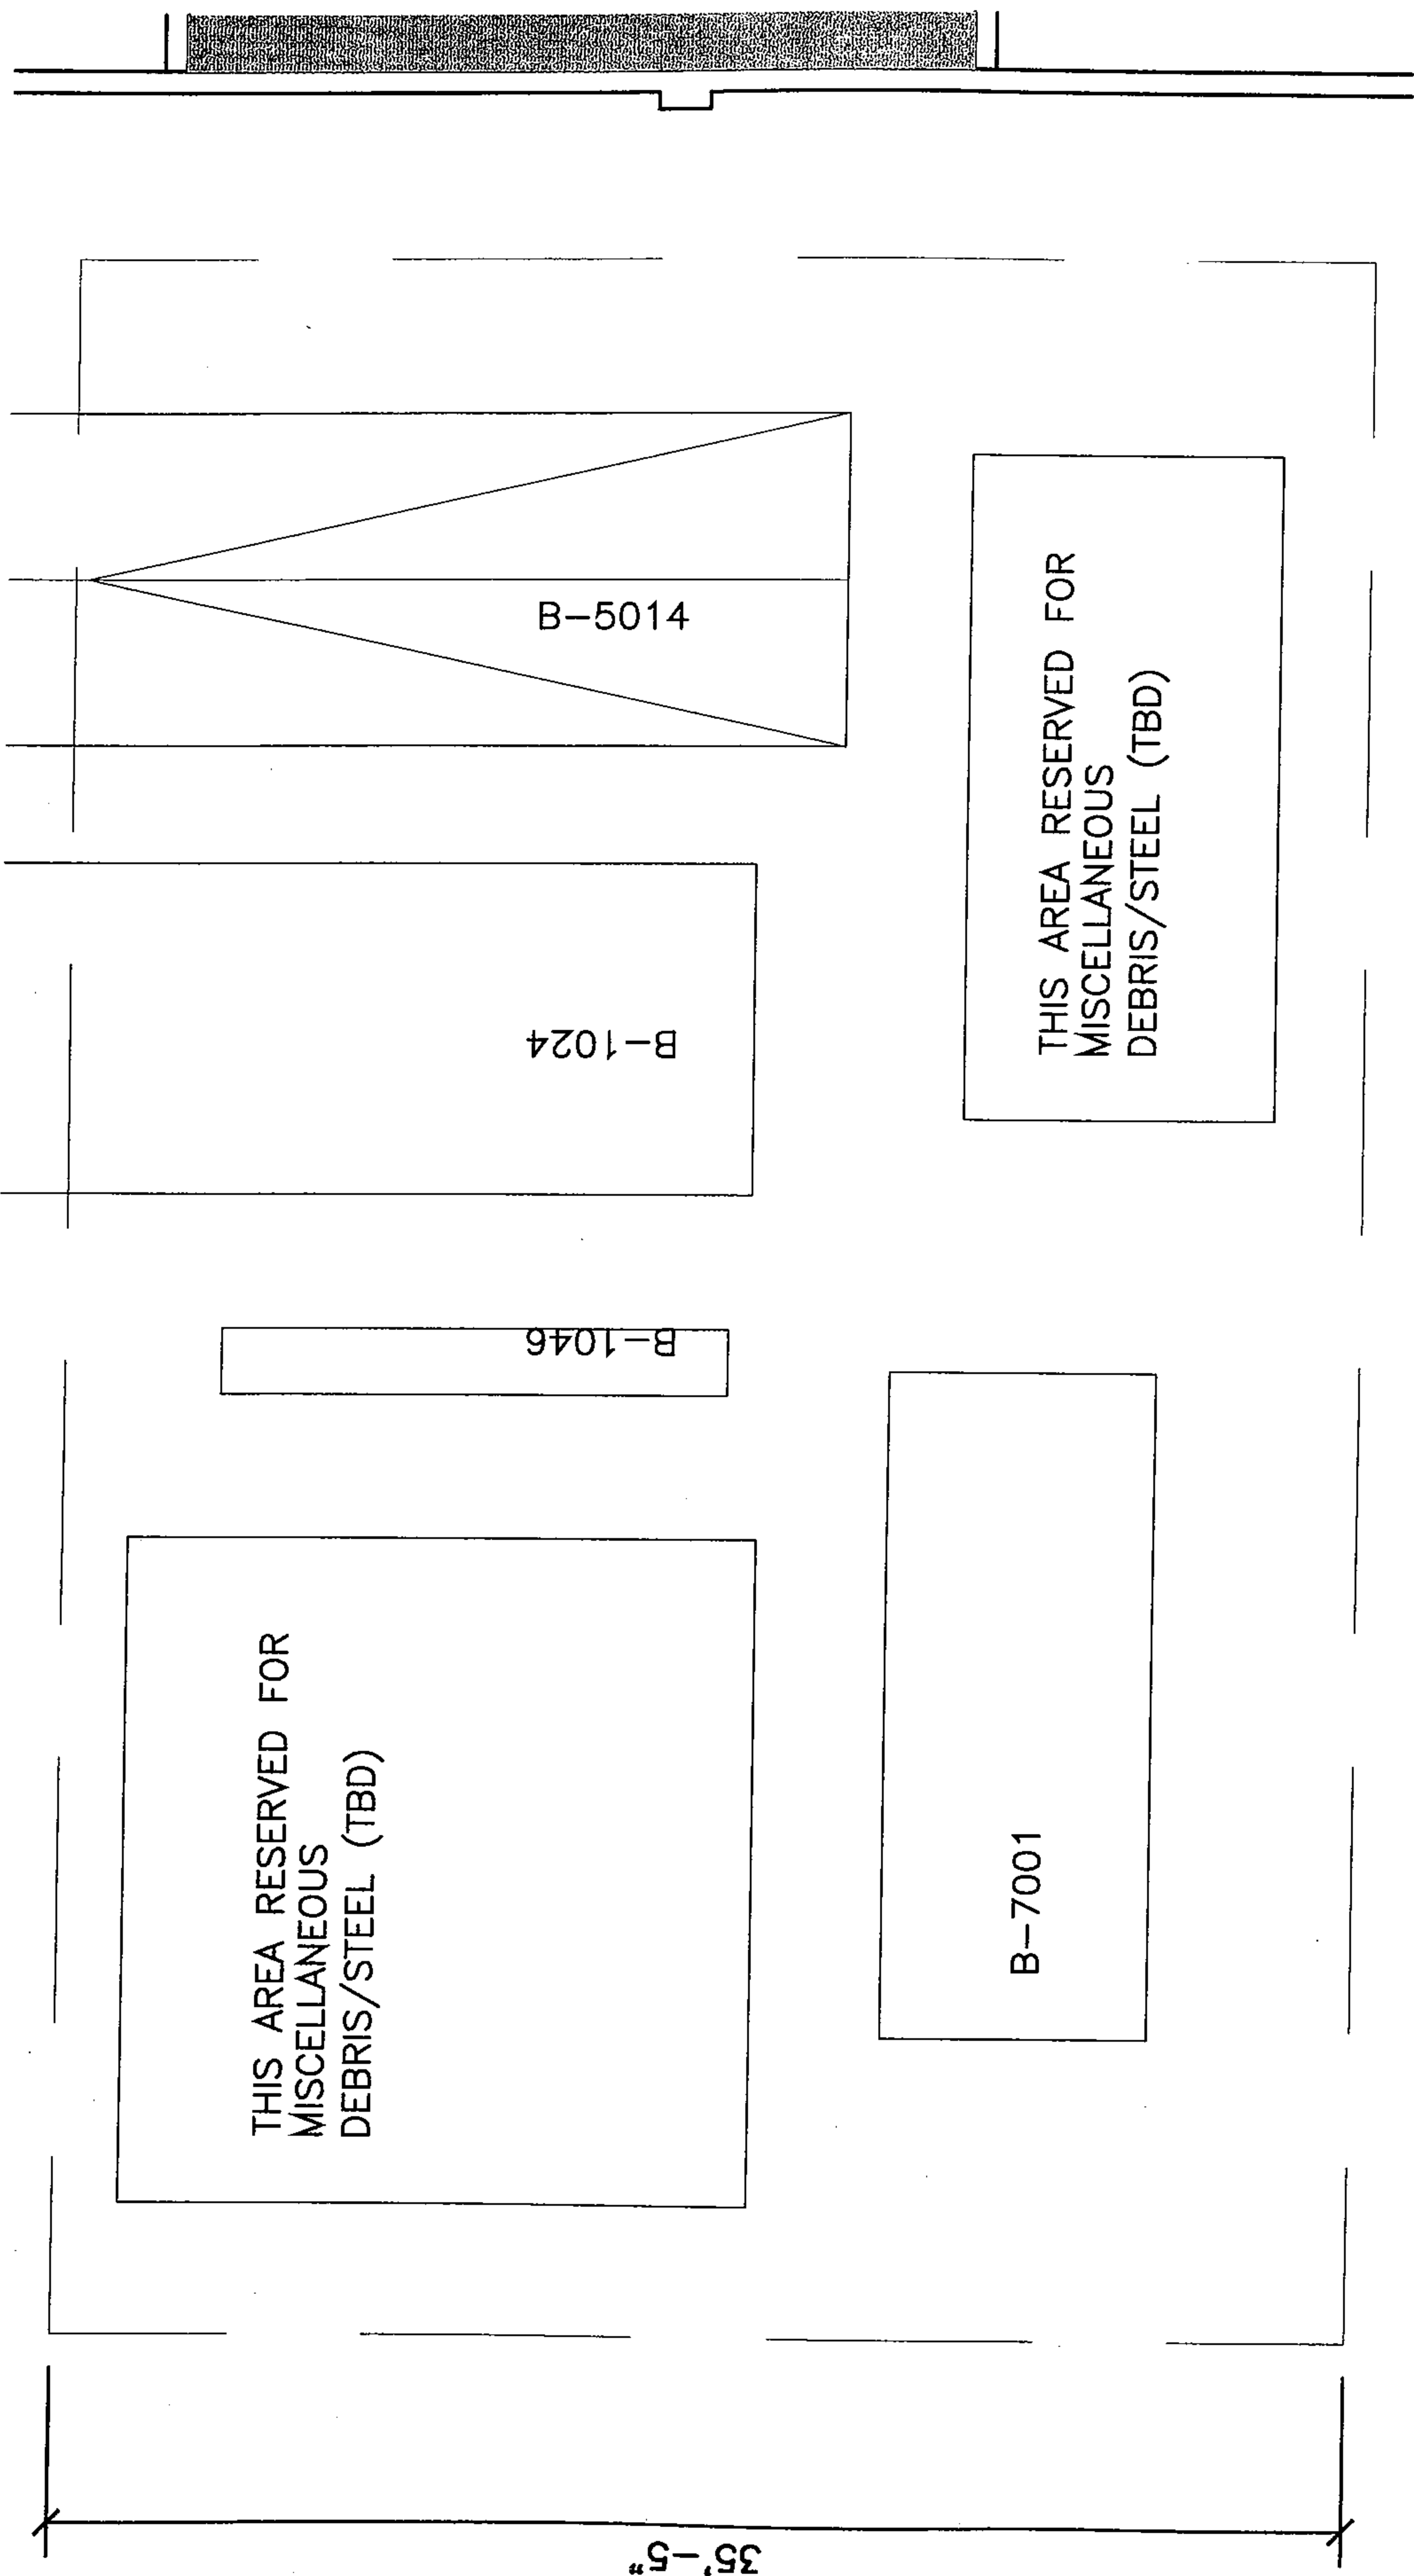 B-5014
THIS AREA RESERVED FOR
MISCELLANEOUS
DEBRIS/STEEL (TBD)
B-1024
B-1046
THIS AREA RESERVED FOR
MISCELLANEOUS
DEBRIS/STEEL (TBD)
B-7001
35'-5"